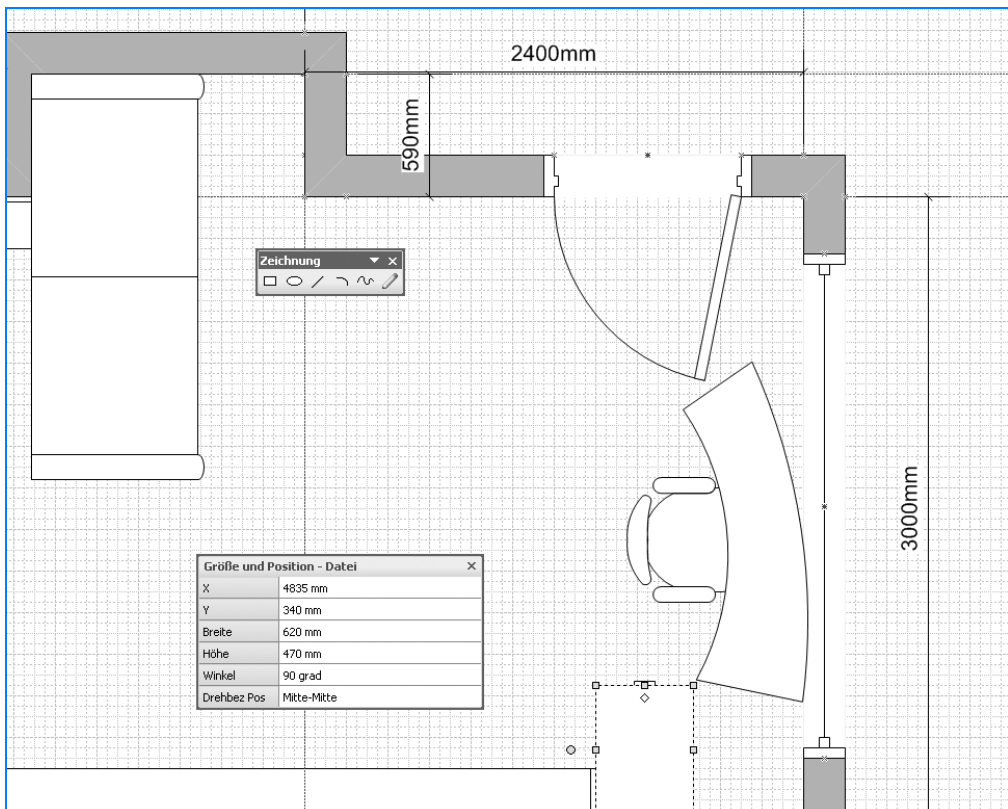 2400mm
590mm
Zeichnung
3000mm
Größe und Position - Datei
X 4835 mm
Y 340 mm
Breite 620 mm
Höhe 470 mm
Winkel 90 grad
Drehbez Pos Mitte-Mitte